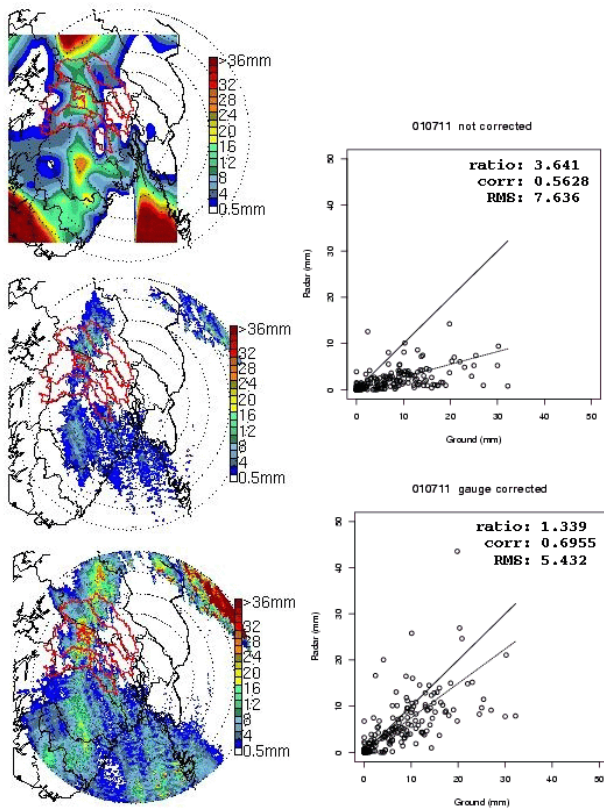 >36mm
32
28
24
20
16
12
8
4
0.5mm
010711 not corrected
ratio: 3.641
corr: 0.5628
RMS: 7.636
Radar (mm)
50
40
30
20
10
0
0 10 20 30 40 50
Ground (mm)
>36mm
32
28
24
20
16
12
8
4
0.5mm
010711 gauge corrected
ratio: 1.339
corr: 0.6955
RMS: 5.432
Radar (mm)
50
40
30
20
10
0
0 10 20 30 40 50
Ground (mm)
>36mm
32
28
24
20
16
12
8
4
0.5mm